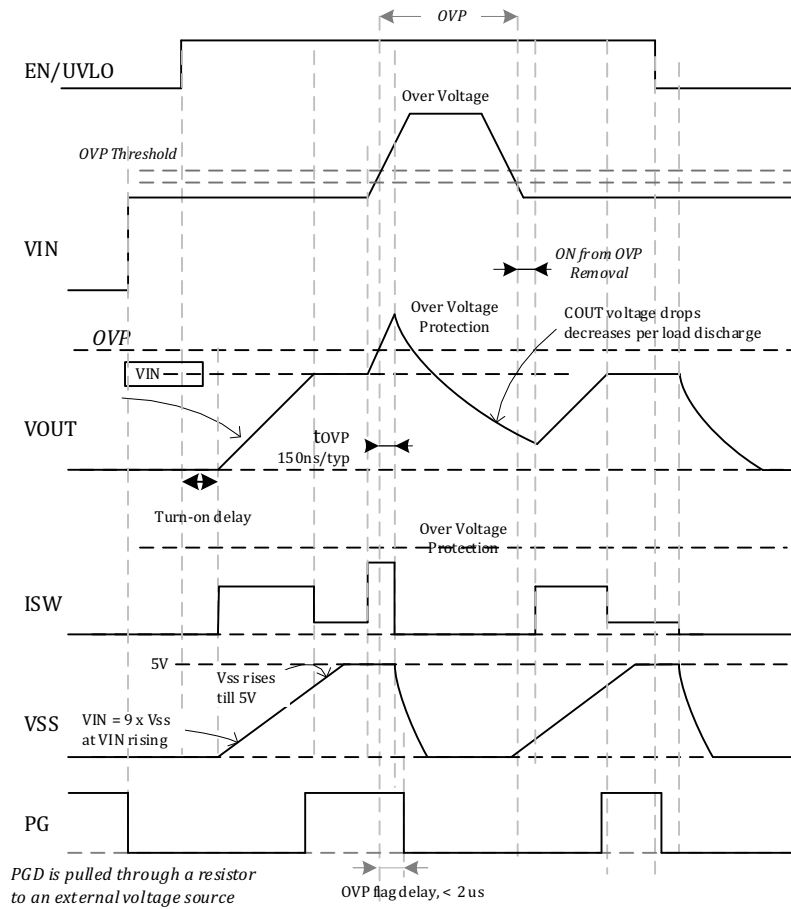 OVP
EN/UVLO
Over Voltage
OVP Threshold
VIN
ON from OVP
Removal
Over Voltage
Protection
COUT voltage drops
decreases per load discharge
OVP
VIN
VOUT
tOVP
150ns/typ
Turn-on delay
Over Voltage
Protection
ISW
5V
Vss rises
till 5V
VIN = 9 x Vss
at VIN rising
VSS
PG
PGD is pulled through a resistor
to an external voltage source
OVP flag delay, < 2 us